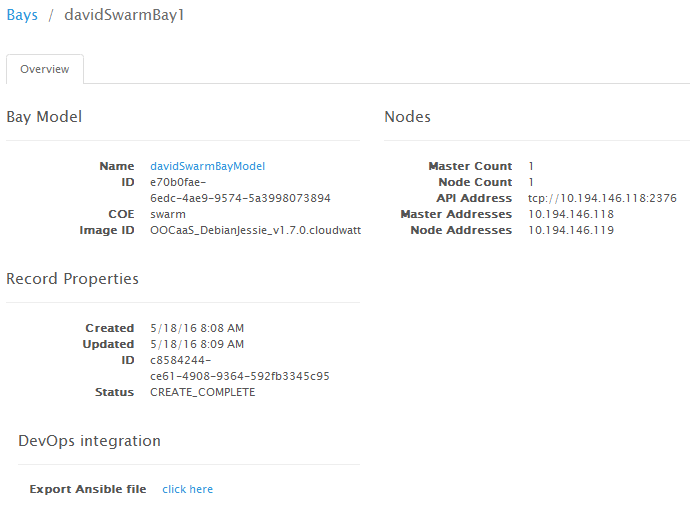 Bays / davidSwarmBay1
Overview
Bay Model
Name davidSwarmBayModel
ID e70b0fae-
6edc-4ae9-9574-5a3998073894
COE swarm
Image ID OOCaaS_DebianJessie_v1.7.0.cloudwatt
Nodes
Master Count 1
Node Count 1
API Address tcp://10.194.146.118:2376
Master Addresses 10.194.146.118
Node Addresses 10.194.146.119
Record Properties
Created 5/18/16 8:08 AM
Updated 5/18/16 8:09 AM
ID c8584244-
ce61-4908-9364-592fb3345c95
Status CREATE_COMPLETE
DevOps integration
Export Ansible file click here